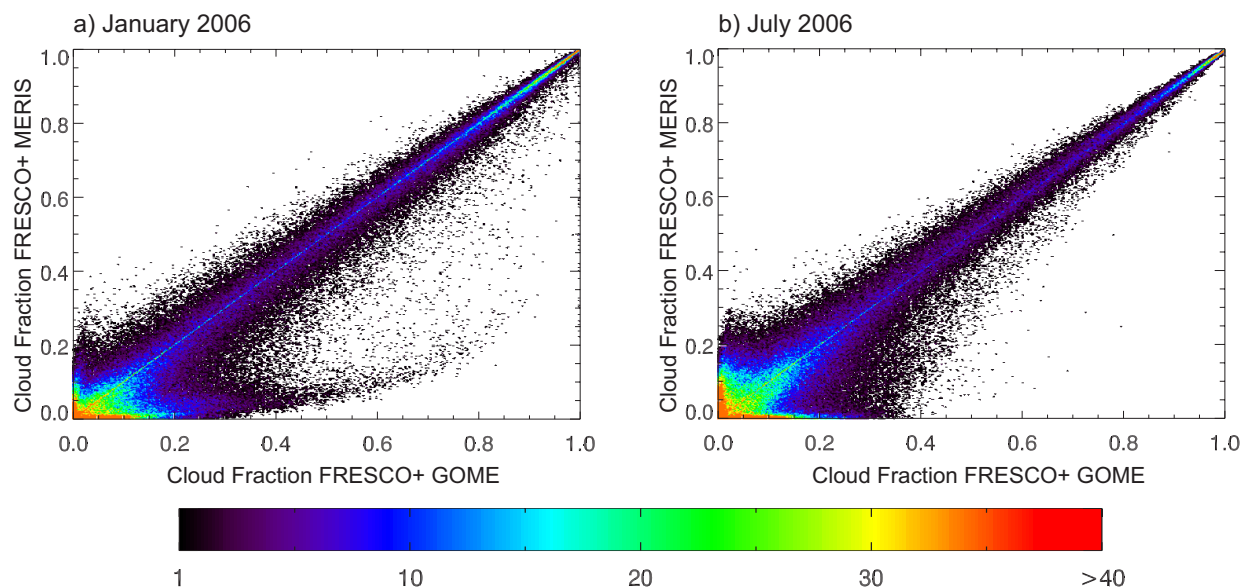 a) January 2006
b) July 2006
Cloud Fraction FRESCO+ MERIS
1.0
0.8
0.6
0.4
0.2
0.0
0.0 0.2 0.4 0.6 0.8 1.0
Cloud Fraction FRESCO+ GOME
Cloud Fraction FRESCO+ MERIS
1.0
0.8
0.6
0.4
0.2
0.0
0.0 0.2 0.4 0.6 0.8 1.0
Cloud Fraction FRESCO+ GOME
1 10 20 30 >40